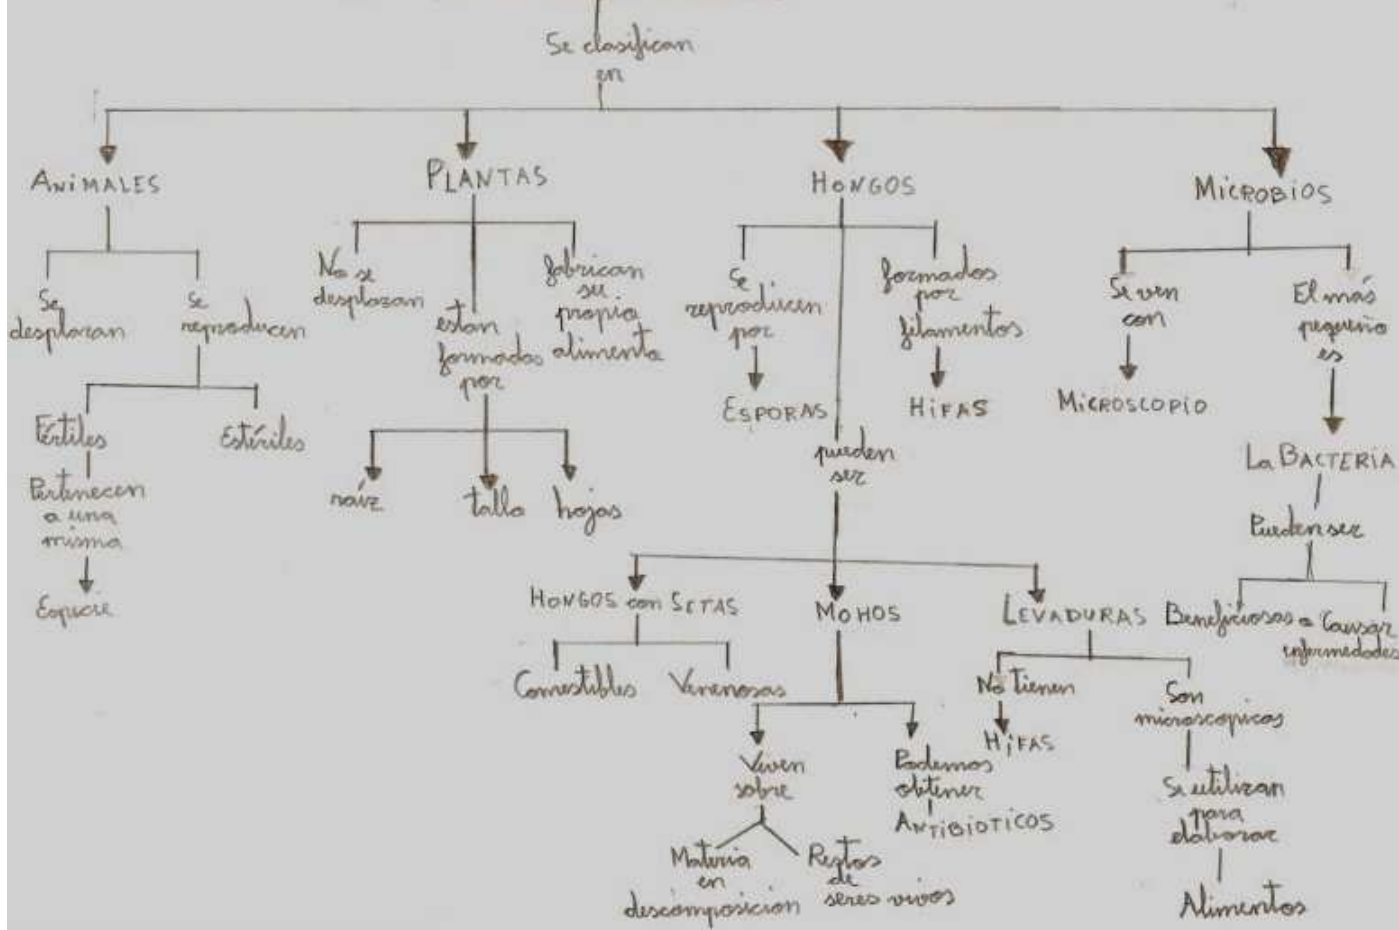 Se clasifican
en
ANIMALES
Se
desplazan
Se
reproducen
Fértiles
Pertenecen
a una
misma
Especie
Estériles
PLANTAS
No se
desplazan
estan
formados
por
raíz
tallo
hojas
fabrican
su
propio
alimento
HONGOS
Se
reproducen
por
ESPORAS
pueden
ser
HONGOS con SETAS
Comestibles
Venenosas
MOHOS
Viven
sobre
Materia
en
descomposición
Restos
de
seres vivos
Podemos
obtener
ANTIBIOTICOS
LEVADURAS
No tienen
HiFAS
Son
microscopicos
Se utilizan
para
elaborar
Alimentos
formados
por
filamentos
HiFAS
MICROBIOS
Se ven
con
MICROSCOPIO
El más
pequeño
es
La BACTERIA
Pueden ser
Beneficiosas o
Causar
enfermedades